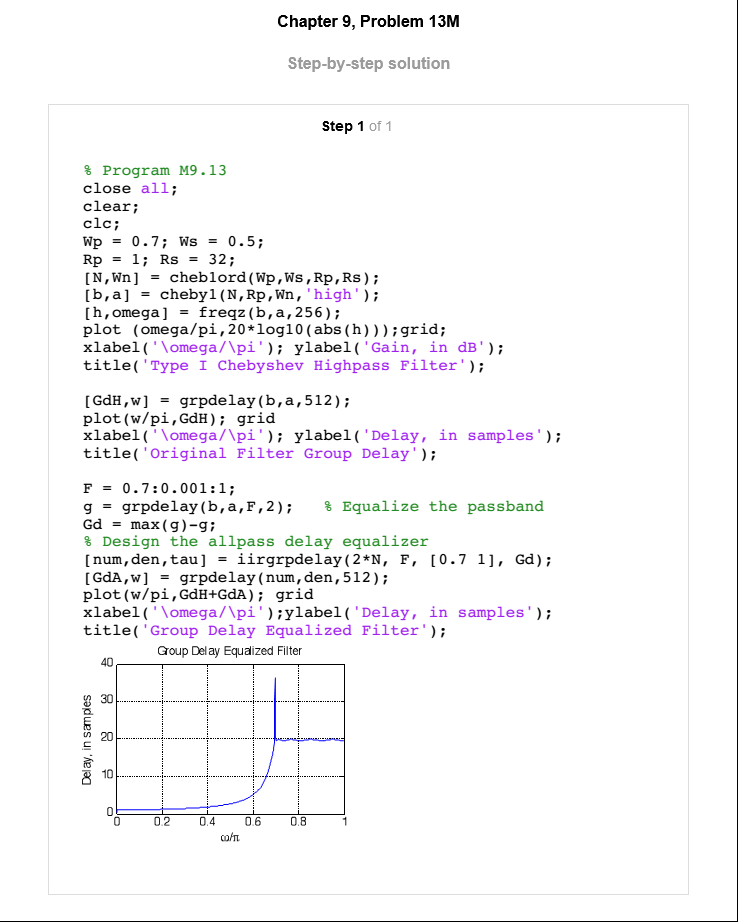 Chapter 9, Problem 13M
Step-by-step solution
Step 1 of 1
% Program M9.13
close all;
clear;
clc;
Wp = 0.7; Ws = 0.5;
Rp = 1; Rs = 32;
[N,Wn] = cheb1ord(Wp,Ws,Rp,Rs);
[b,a] = cheby1(N,Rp,Wn,'high');
[h,omega] = freqz(b,a,256);
plot (omega/pi,20*log10(abs(h)));grid;
xlabel('\omega/\pi'); ylabel('Gain, in dB');
title('Type I Chebyshev Highpass Filter');
[GdH,w] = grpdelay(b,a,512);
plot(w/pi,GdH); grid
xlabel('\omega/\pi'); ylabel('Delay, in samples');
title('Original Filter Group Delay');
F = 0.7:0.001:1;
g = grpdelay(b,a,F,2);   % Equalize the passband
Gd = max(g)-g;
% Design the allpass delay equalizer
[num,den,tau] = iirgrpdelay(2*N, F, [0.7 1], Gd);
[GdA,w] = grpdelay(num,den,512);
plot(w/pi,GdH+GdA); grid
xlabel('\omega/\pi');ylabel('Delay, in samples');
title('Group Delay Equalized Filter');
Group Delay Equalized Filter
40
30
20
10
0
Delay, in samples
0 0.2 0.4 0.6 0.8 1
ω/π